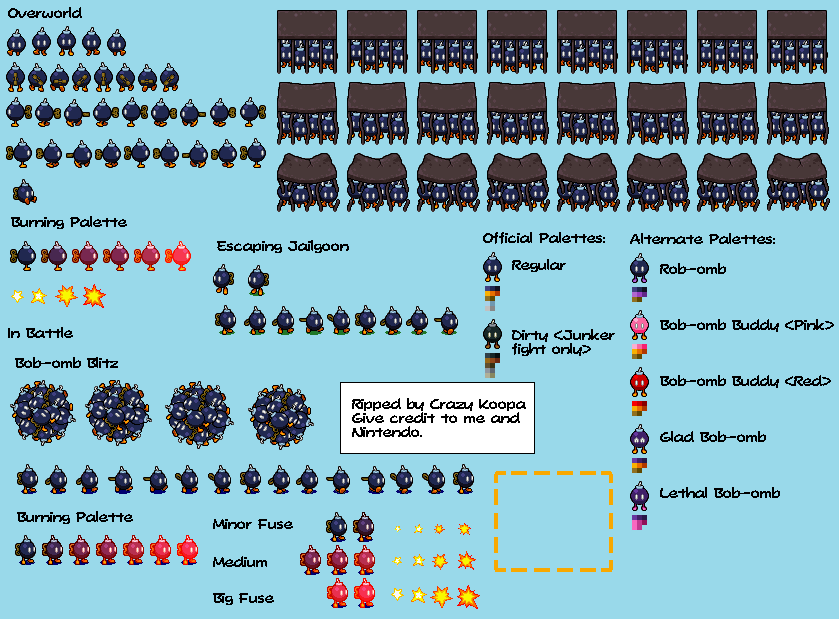 Overworld
Burning Palette
Escaping Jailgoon
Official Palettes:
Regular
Dirty <Junker
fight only>
Alternate Palettes:
Rob-omb
Bob-omb Buddy <Pink>
Bob-omb Buddy <Red>
Glad Bob-omb
Lethal Bob-omb
In Battle
Bob-omb Blitz
Ripped by Crazy Koopa
Give credit to me and
Nintendo.
Burning Palette
Minor Fuse
Medium
Big Fuse